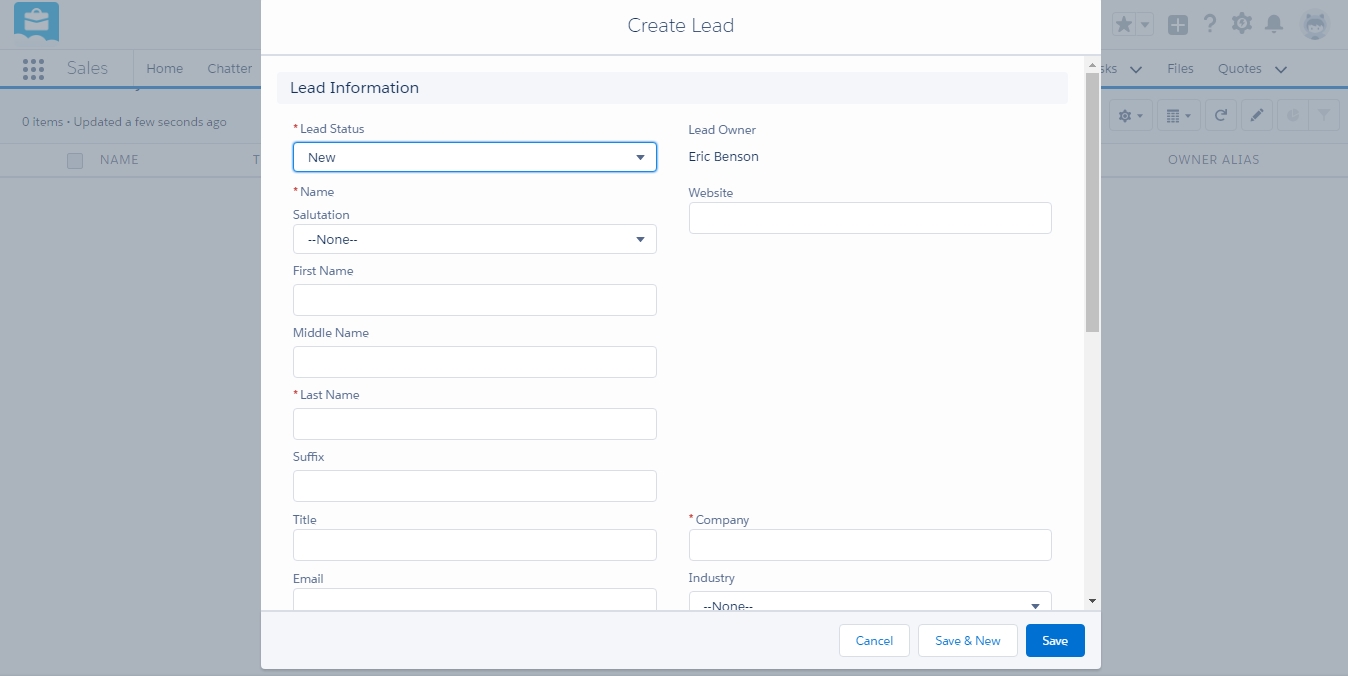 Create Lead
Sales
Home
Chatter
Files
Quotes
0 items • Updated a few seconds ago
NAME
OWNER ALIAS
Lead Information
*Lead Status
New
Lead Owner
Eric Benson
*Name
Salutation
--None--
Website
First Name
Middle Name
*Last Name
Suffix
Title
*Company
Email
Industry
--None--
Cancel
Save & New
Save